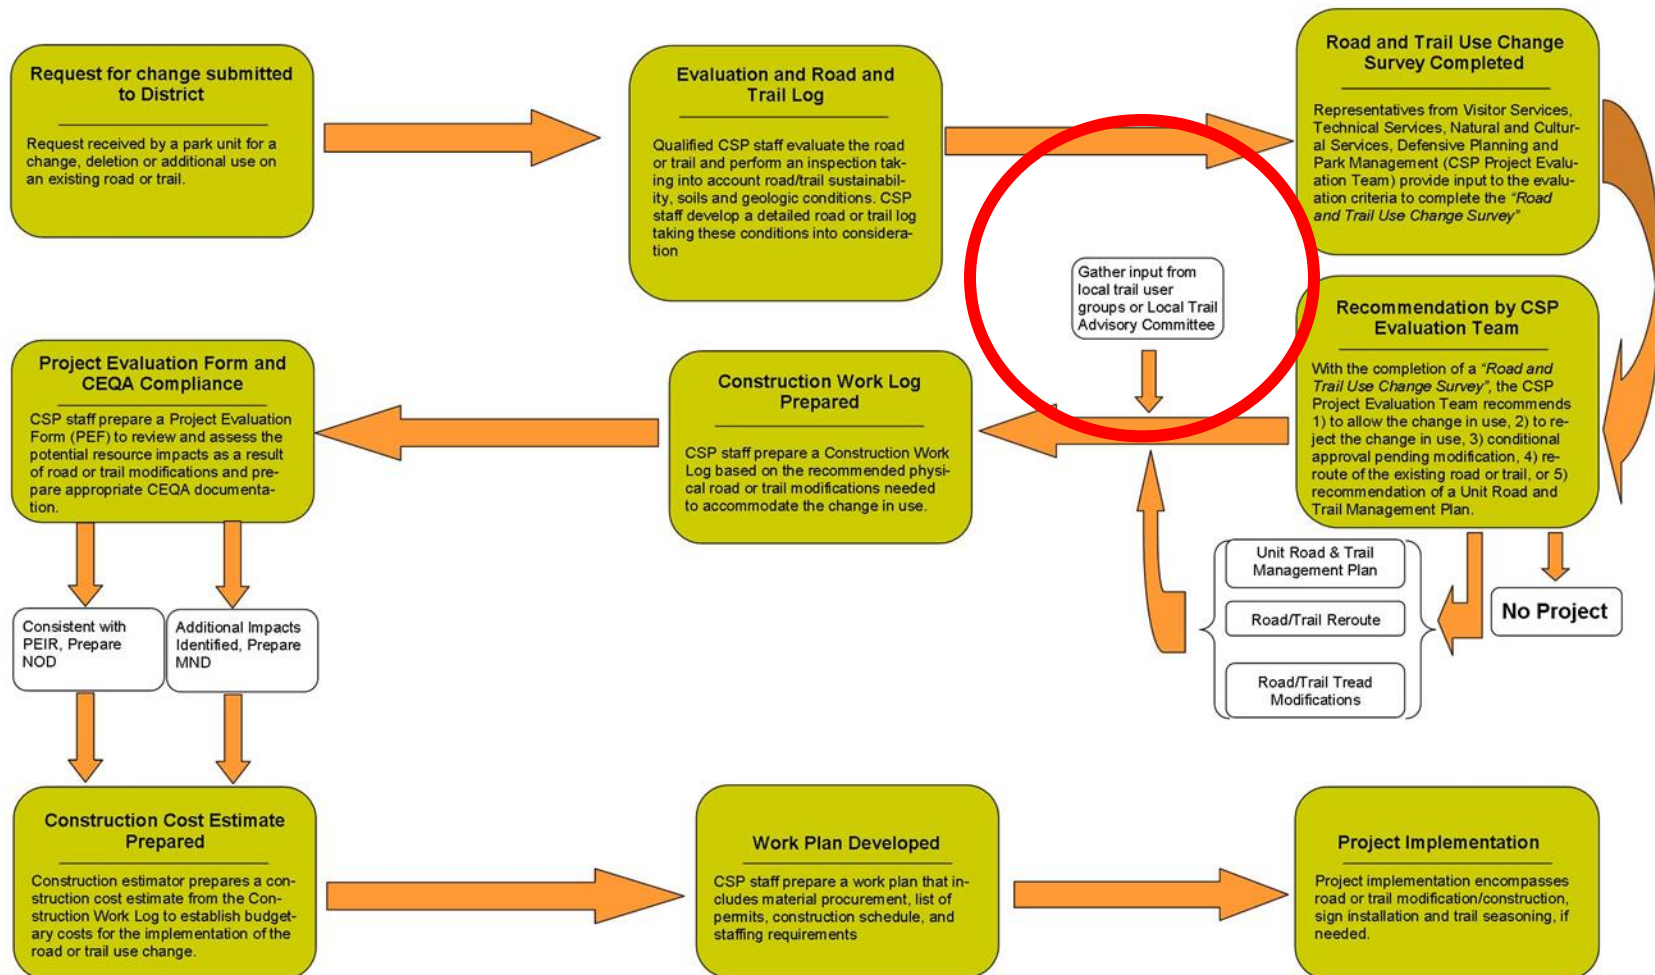 Request for change submitted
to District
Request received by a park unit for a
change, deletion or additional use on
an existing road or trail.
Evaluation and Road and
Trail Log
Qualified CSP staff evaluate the road
or trail and perform an inspection tak-
ing into account road/trail sustainabil-
ity, soils and geologic conditions. CSP
staff develop a detailed road or trail log
taking these conditions into considera-
tion
Road and Trail Use Change
Survey Completed
Representatives from Visitor Services,
Technical Services, Natural and Cultur-
al Services, Defensive Planning and
Park Management (CSP Project Evalu-
ation Team) provide input to the evalu-
ation criteria to complete the “Road
and Trail Use Change Survey”
Gather input from
local trail user
groups or Local Trail
Advisory Committee
Recommendation by CSP
Evaluation Team
With the completion of a “Road and
Trail Use Change Survey”, the CSP
Project Evaluation Team recommends
1) to allow the change in use, 2) to re-
ject the change in use, 3) conditional
approval pending modification, 4) re-
route of the existing road or trail, or 5)
recommendation of a Unit Road and
Trail Management Plan.
Unit Road & Trail
Management Plan
Road/Trail Reroute
Road/Trail Tread
Modifications
No Project
Construction Work Log
Prepared
CSP staff prepare a Construction Work
Log based on the recommended physi-
cal road or trail modifications needed
to accommodate the change in use.
Project Evaluation Form and
CEQA Compliance
CSP staff prepare a Project Evaluation
Form (PEF) to review and assess the
potential resource impacts as a result
of road or trail modifications and pre-
pare appropriate CEQA documenta-
tion.
Consistent with
PEIR, Prepare
NOD
Additional Impacts
Identified, Prepare
MND
Construction Cost Estimate
Prepared
Construction estimator prepares a con-
struction cost estimate from the Con-
struction Work Log to establish budget-
ary costs for the implementation of the
road or trail use change.
Work Plan Developed
CSP staff prepare a work plan that in-
cludes material procurement, list of
permits, construction schedule, and
staffing requirements
Project Implementation
Project implementation encompasses
road or trail modification/construction,
sign installation and trail seasoning, if
needed.